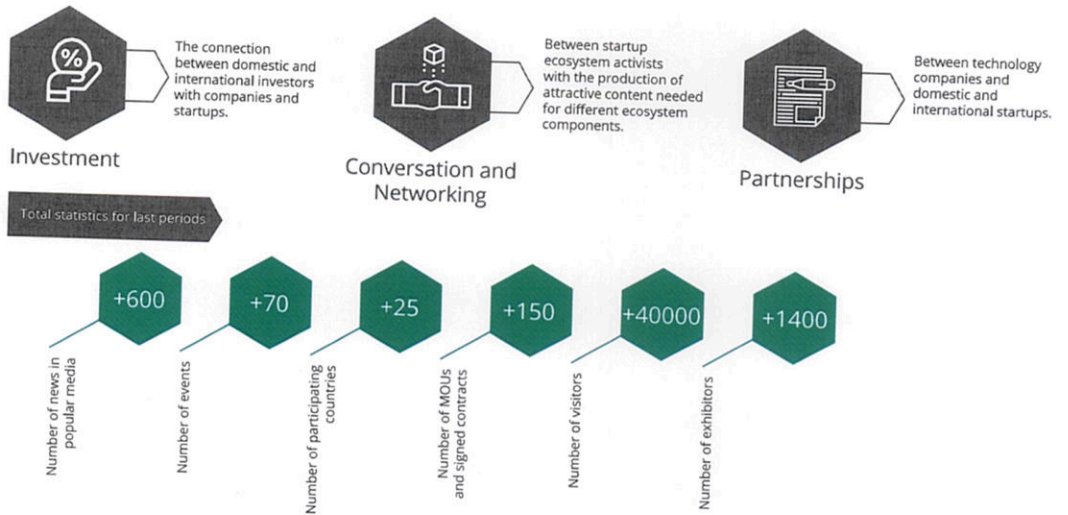 %
The connection
between domestic and
international investors
with companies and
startups.
Investment
Between startup
ecosystem activists
with the production of
attractive content needed
for different ecosystem
components.
Conversation and
Networking
Between technology
companies and
domestic and
international startups.
Partnerships
Total statistics for last periods
+600
Number of news in
popular media
+70
Number of events
+25
Number of participating
countries
+150
Number of MOUs
and signed contracts
+40000
Number of visitors
+1400
Number of exhibitors